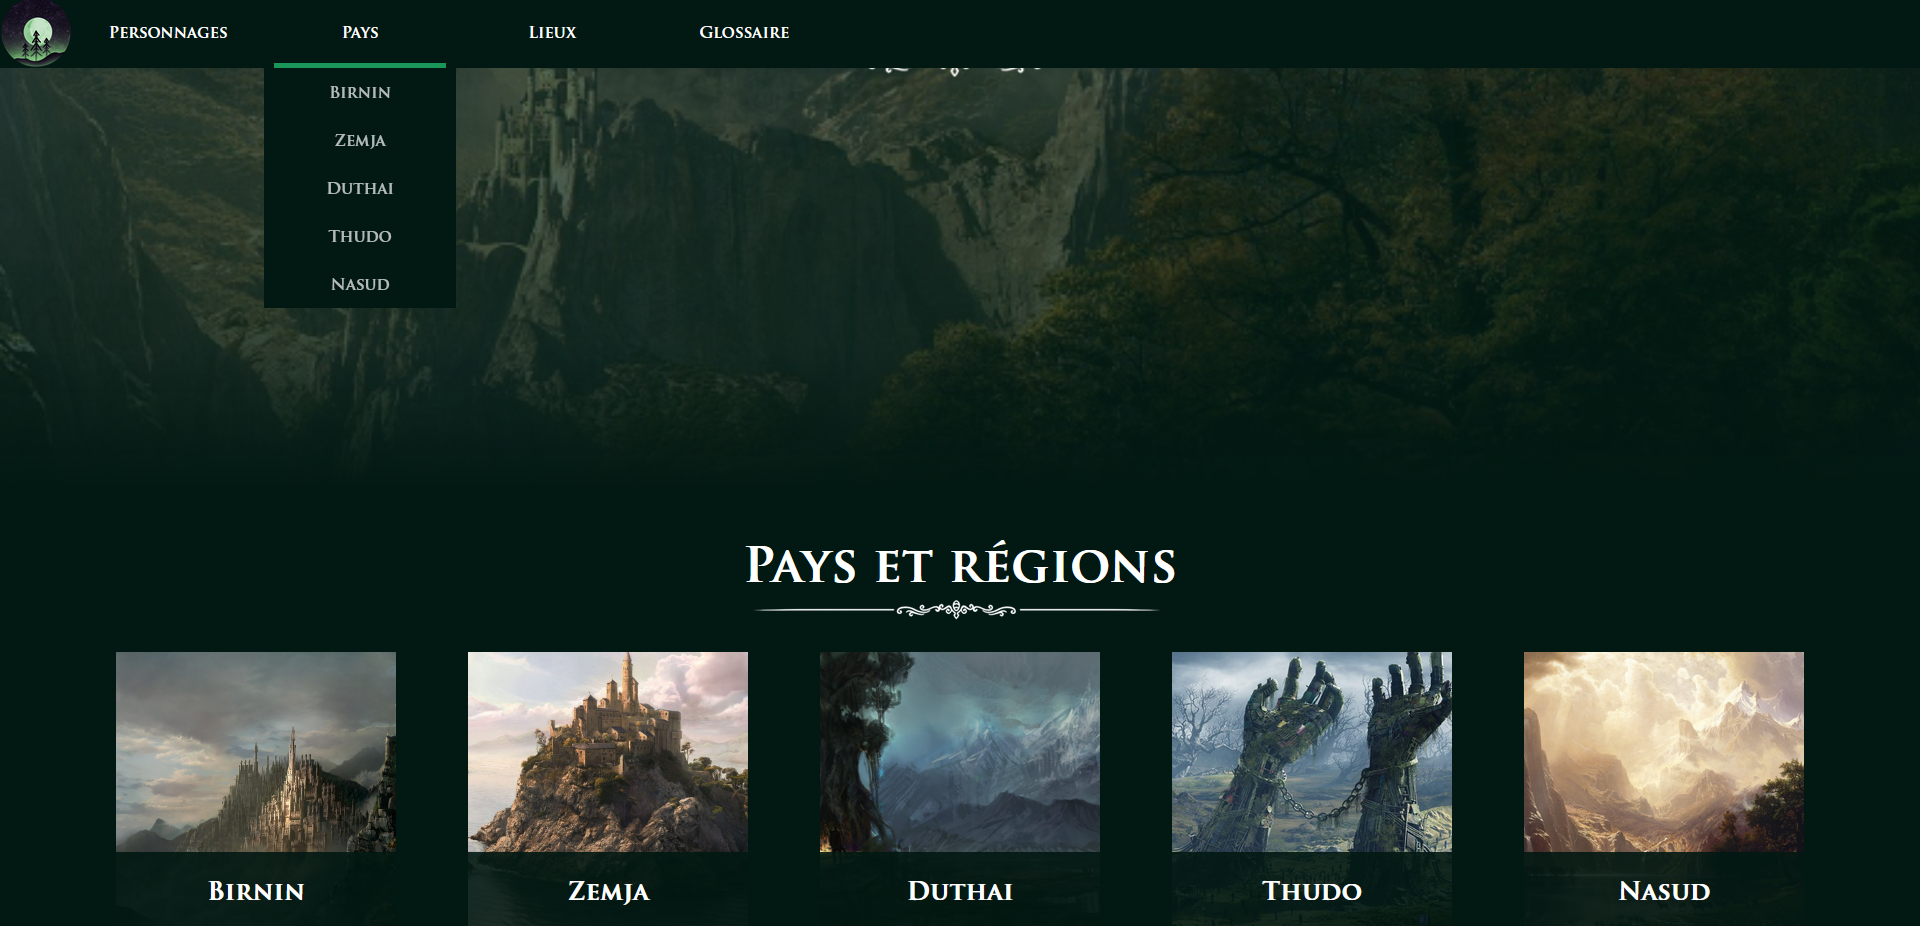 Personnages
Pays
Lieux
Glossaire
Birnin
Zemja
Duthai
Thudo
Nasud
Pays et régions
Birnin
Zemja
Duthai
Thudo
Nasud